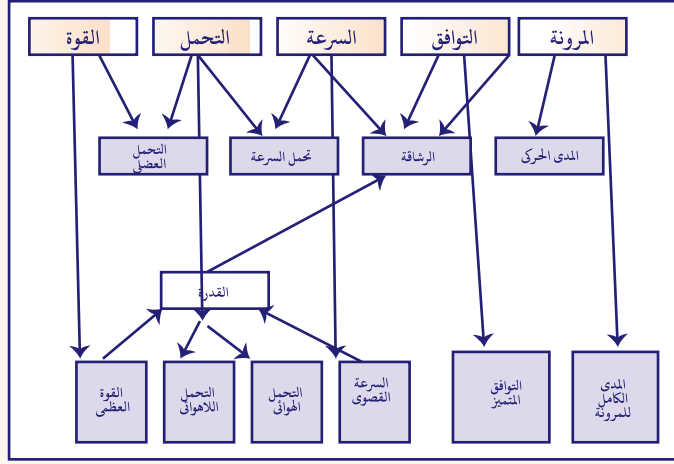 المرونة
التوافق
السرعة
التحمل
القوة
المدى الحركى
الرشاقة
تحمل السرعة
التحمل
العضلى
القدرة
المدى
الكامل
للمرونة
التوافق
المتميز
السرعة
القصوى
التحمل
الهوائى
التحمل
اللاهوائى
القوة
العظمى